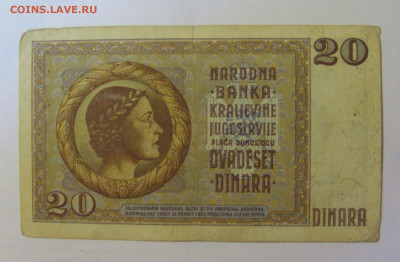 COINS.LAVE.RU
20
NARODNA
· BANKA ·
KRALJEVINE
JUGOSLAVIJE
PLAĆA DONOSIOCU
DVADESET
· DINARA ·
20
DINARA